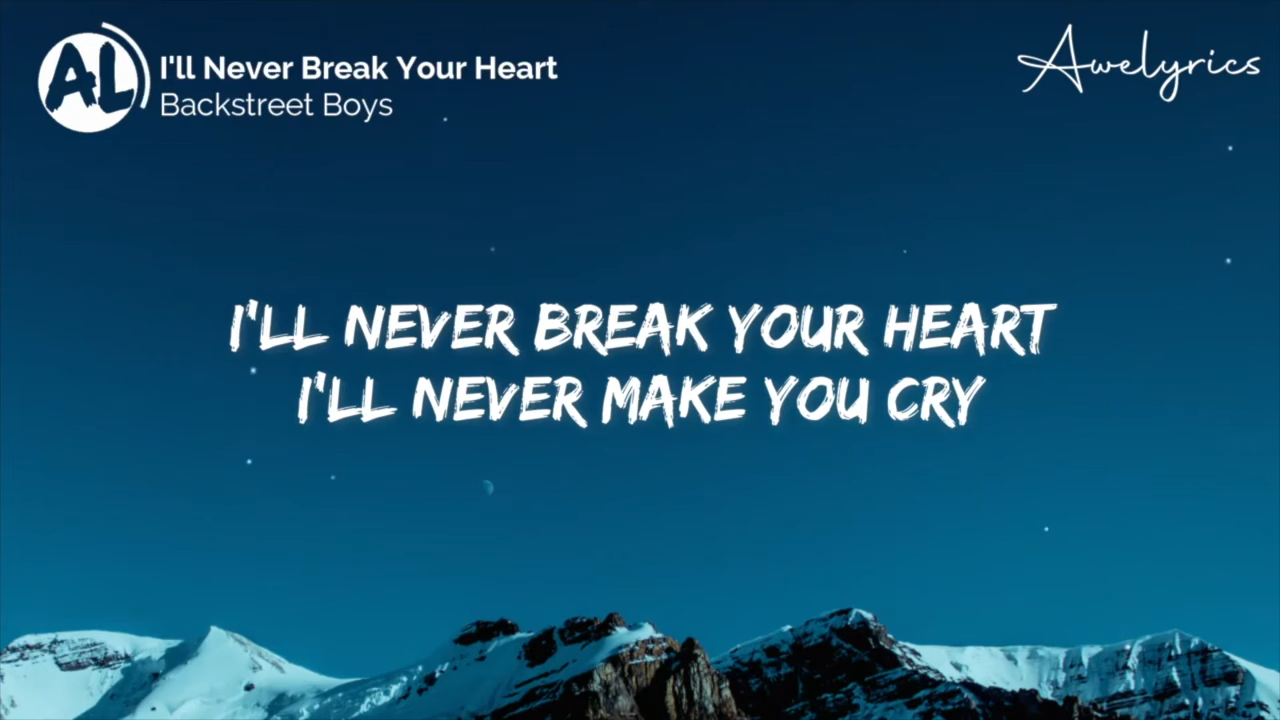 AL
I'll Never Break Your Heart
Backstreet Boys
Awelyrics
I'LL NEVER BREAK YOUR HEART
I'LL NEVER MAKE YOU CRY